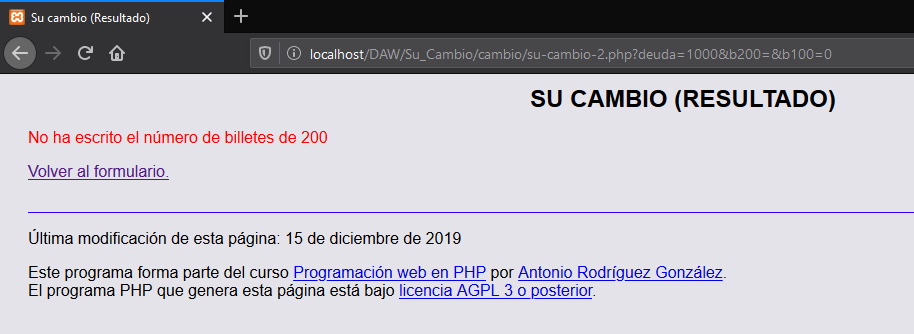 Su cambio (Resultado)
localhost/DAW/Su_Cambio/cambio/su-cambio-2.php?deuda=1000&b200=&b100=0
SU CAMBIO (RESULTADO)
No ha escrito el número de billetes de 200
Volver al formulario.
Última modificación de esta página: 15 de diciembre de 2019
Este programa forma parte del curso Programación web en PHP por Antonio Rodríguez González.
El programa PHP que genera esta página está bajo licencia AGPL 3 o posterior.